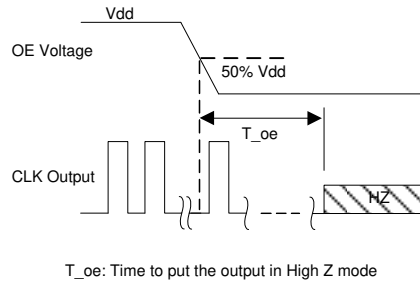 Vdd
OE Voltage
50% Vdd
T_oe
CLK Output
HZ
T_oe: Time to put the output in High Z mode